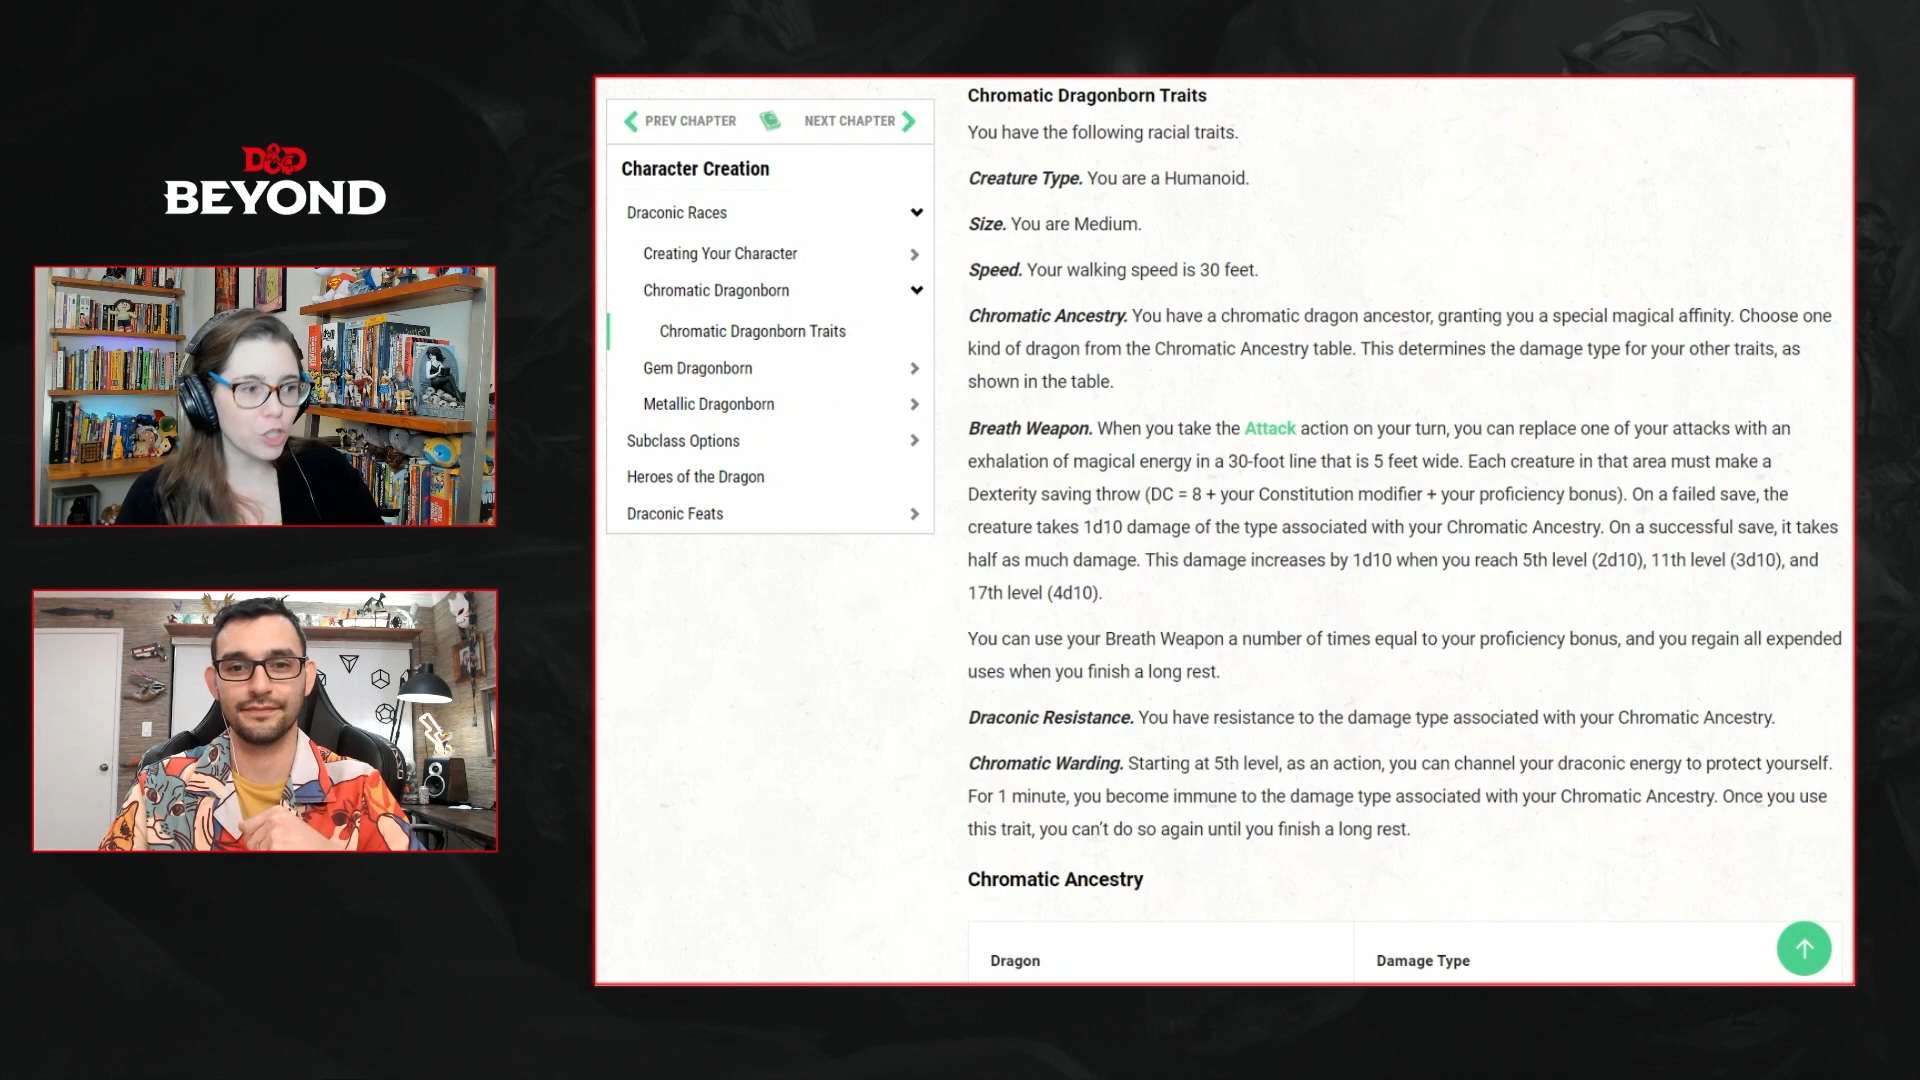 D&D
BEYOND
PREV CHAPTER
NEXT CHAPTER
Character Creation
Draconic Races
Creating Your Character
Chromatic Dragonborn
Chromatic Dragonborn Traits
Gem Dragonborn
Metallic Dragonborn
Subclass Options
Heroes of the Dragon
Draconic Feats
Chromatic Dragonborn Traits
You have the following racial traits.
Creature Type. You are a Humanoid.
Size. You are Medium.
Speed. Your walking speed is 30 feet.
Chromatic Ancestry. You have a chromatic dragon ancestor, granting you a special magical affinity. Choose one
kind of dragon from the Chromatic Ancestry table. This determines the damage type for your other traits, as
shown in the table.
Breath Weapon. When you take the Attack action on your turn, you can replace one of your attacks with an
exhalation of magical energy in a 30-foot line that is 5 feet wide. Each creature in that area must make a
Dexterity saving throw (DC = 8 + your Constitution modifier + your proficiency bonus). On a failed save, the
creature takes 1d10 damage of the type associated with your Chromatic Ancestry. On a successful save, it takes
half as much damage. This damage increases by 1d10 when you reach 5th level (2d10), 11th level (3d10), and
17th level (4d10).
You can use your Breath Weapon a number of times equal to your proficiency bonus, and you regain all expended
uses when you finish a long rest.
Draconic Resistance. You have resistance to the damage type associated with your Chromatic Ancestry.
Chromatic Warding. Starting at 5th level, as an action, you can channel your draconic energy to protect yourself.
For 1 minute, you become immune to the damage type associated with your Chromatic Ancestry. Once you use
this trait, you can't do so again until you finish a long rest.
Chromatic Ancestry
Dragon
Damage Type